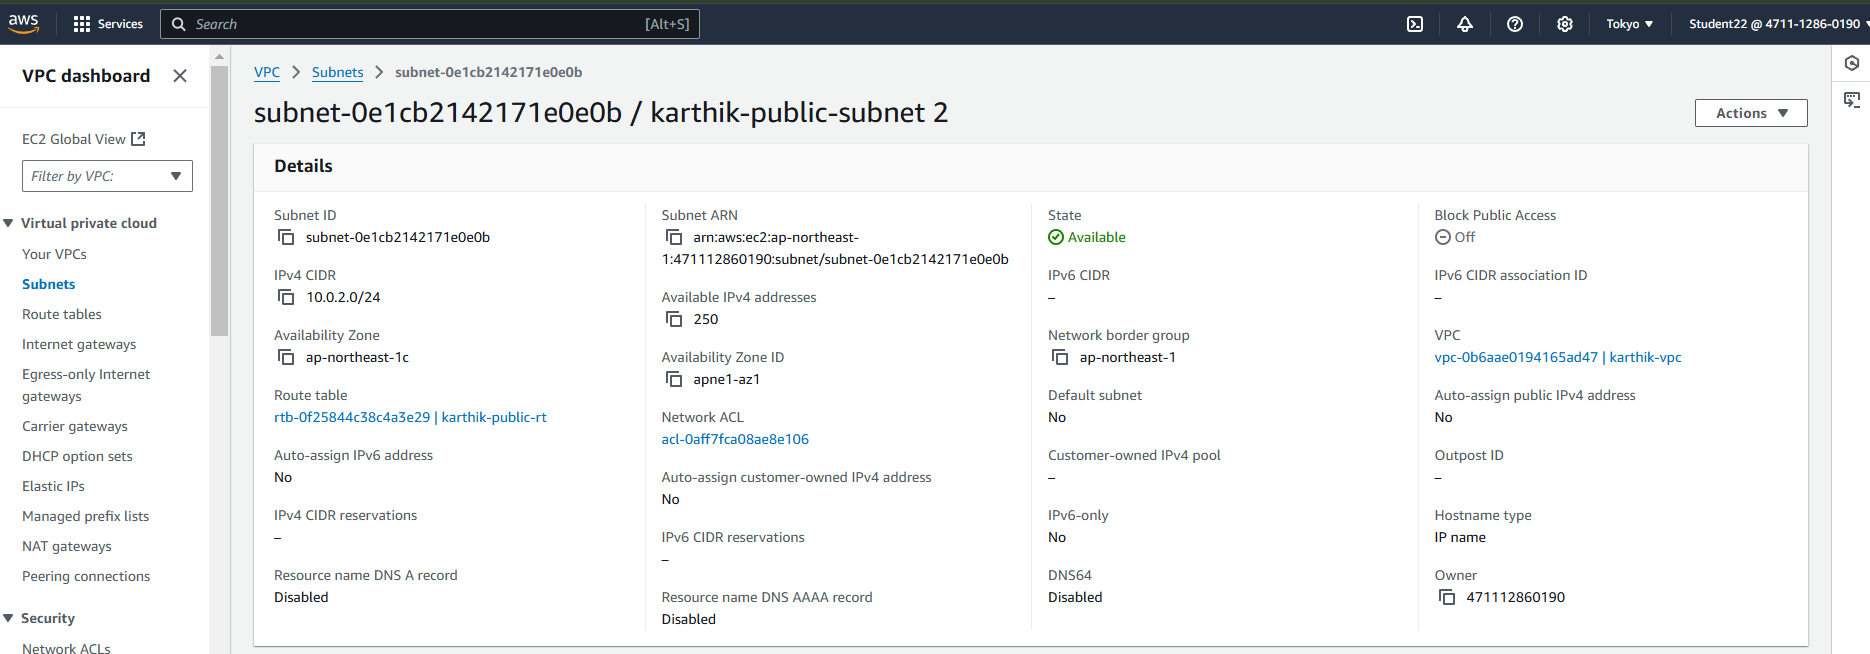 aws
Services
Search
[Alt+S]
Tokyo
Student22 @ 4711-1286-0190
VPC dashboard
EC2 Global View
Filter by VPC:
Virtual private cloud
Your VPCs
Subnets
Route tables
Internet gateways
Egress-only Internet
gateways
Carrier gateways
DHCP option sets
Elastic IPs
Managed prefix lists
NAT gateways
Peering connections
Security
Network ACLs
VPC
Subnets
subnet-0e1cb2142171e0e0b
subnet-0e1cb2142171e0e0b / karthik-public-subnet 2
Actions
Details
Subnet ID
subnet-0e1cb2142171e0e0b
IPv4 CIDR
10.0.2.0/24
Availability Zone
ap-northeast-1c
Route table
rtb-0f25844c38c4a3e29 | karthik-public-rt
Auto-assign IPv6 address
No
IPv4 CIDR reservations
–
Resource name DNS A record
Disabled
Subnet ARN
arn:aws:ec2:ap-northeast-
1:471112860190:subnet/subnet-0e1cb2142171e0e0b
Available IPv4 addresses
250
Availability Zone ID
apne1-az1
Network ACL
acl-0aff7fca08ae8e106
Auto-assign customer-owned IPv4 address
No
IPv6 CIDR reservations
–
Resource name DNS AAAA record
Disabled
State
Available
IPv6 CIDR
–
Network border group
ap-northeast-1
Default subnet
No
Customer-owned IPv4 pool
–
IPv6-only
No
DNS64
Disabled
Block Public Access
Off
IPv6 CIDR association ID
–
VPC
vpc-0b6aae0194165ad47 | karthik-vpc
Auto-assign public IPv4 address
No
Outpost ID
–
Hostname type
IP name
Owner
471112860190